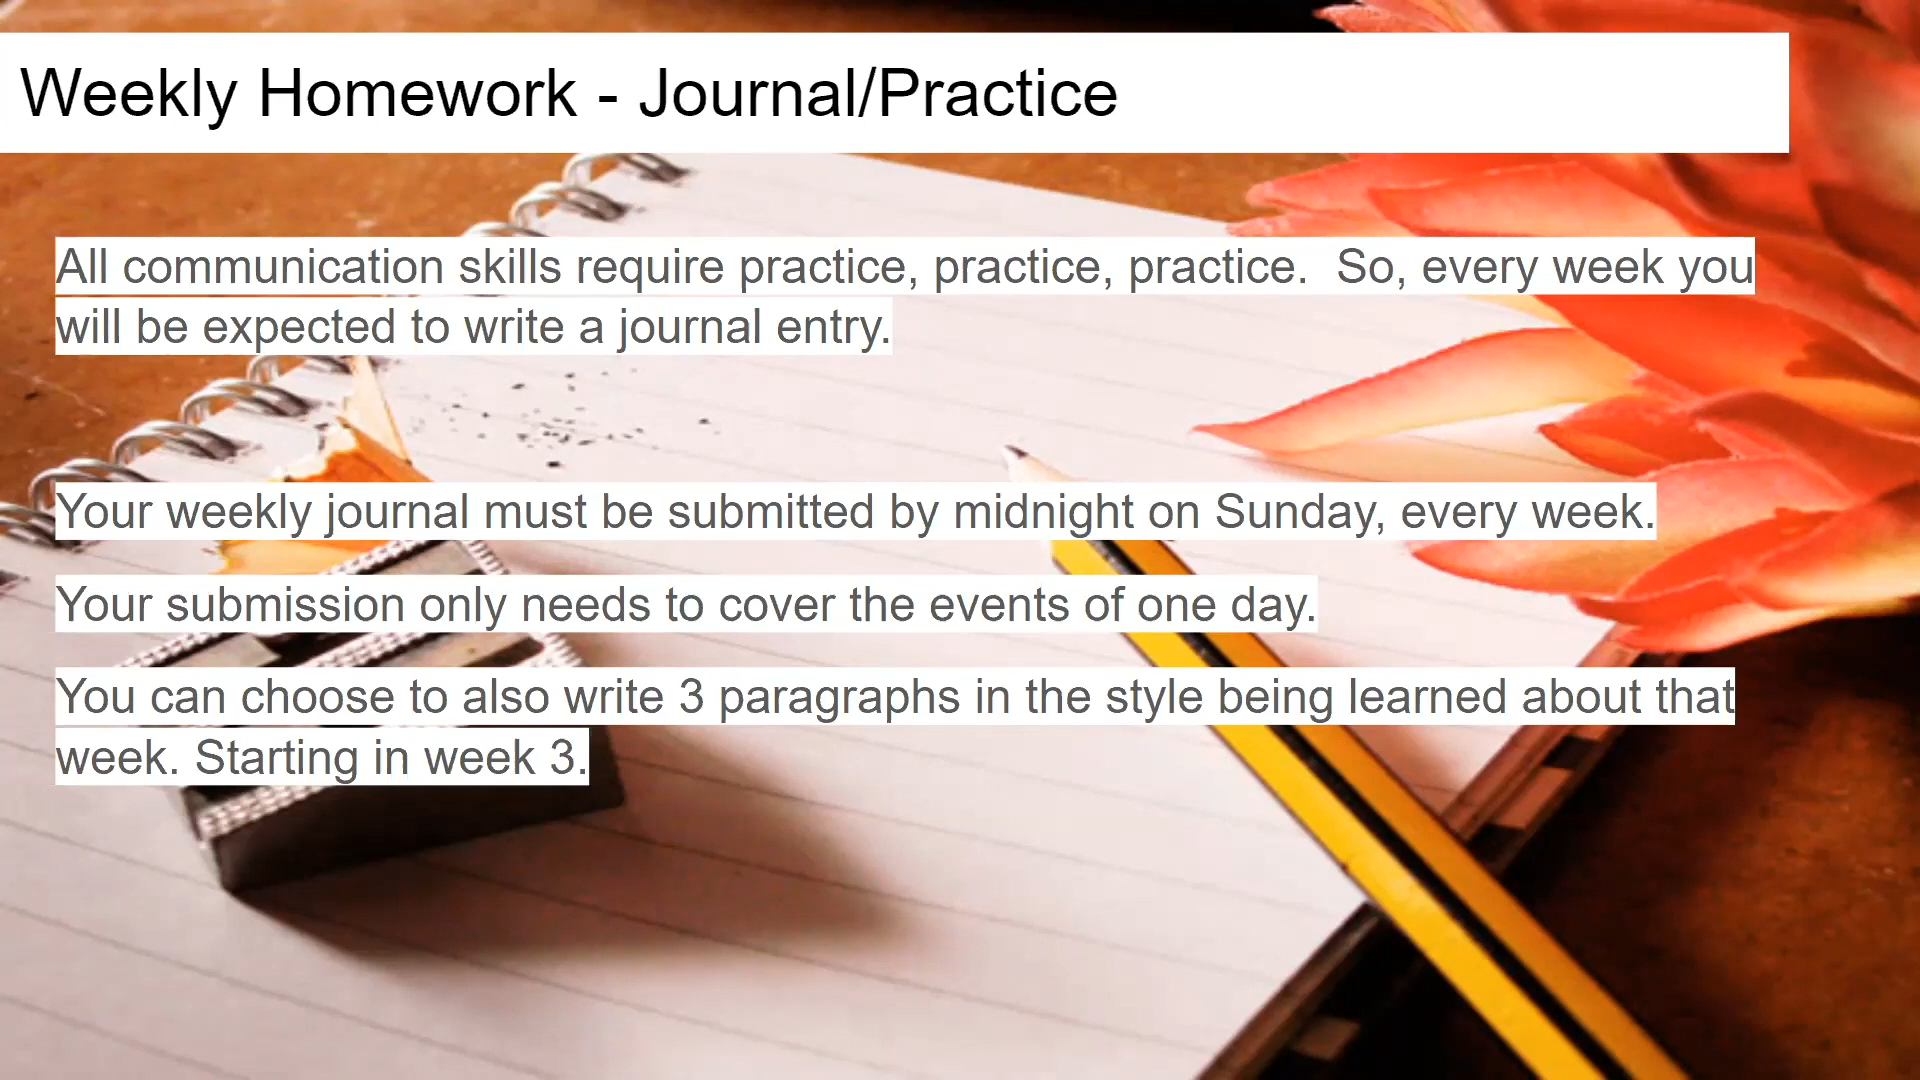 Weekly Homework - Journal/Practice
All communication skills require practice, practice, practice.  So, every week you
will be expected to write a journal entry.
Your weekly journal must be submitted by midnight on Sunday, every week.
Your submission only needs to cover the events of one day.
You can choose to also write 3 paragraphs in the style being learned about that
week. Starting in week 3.